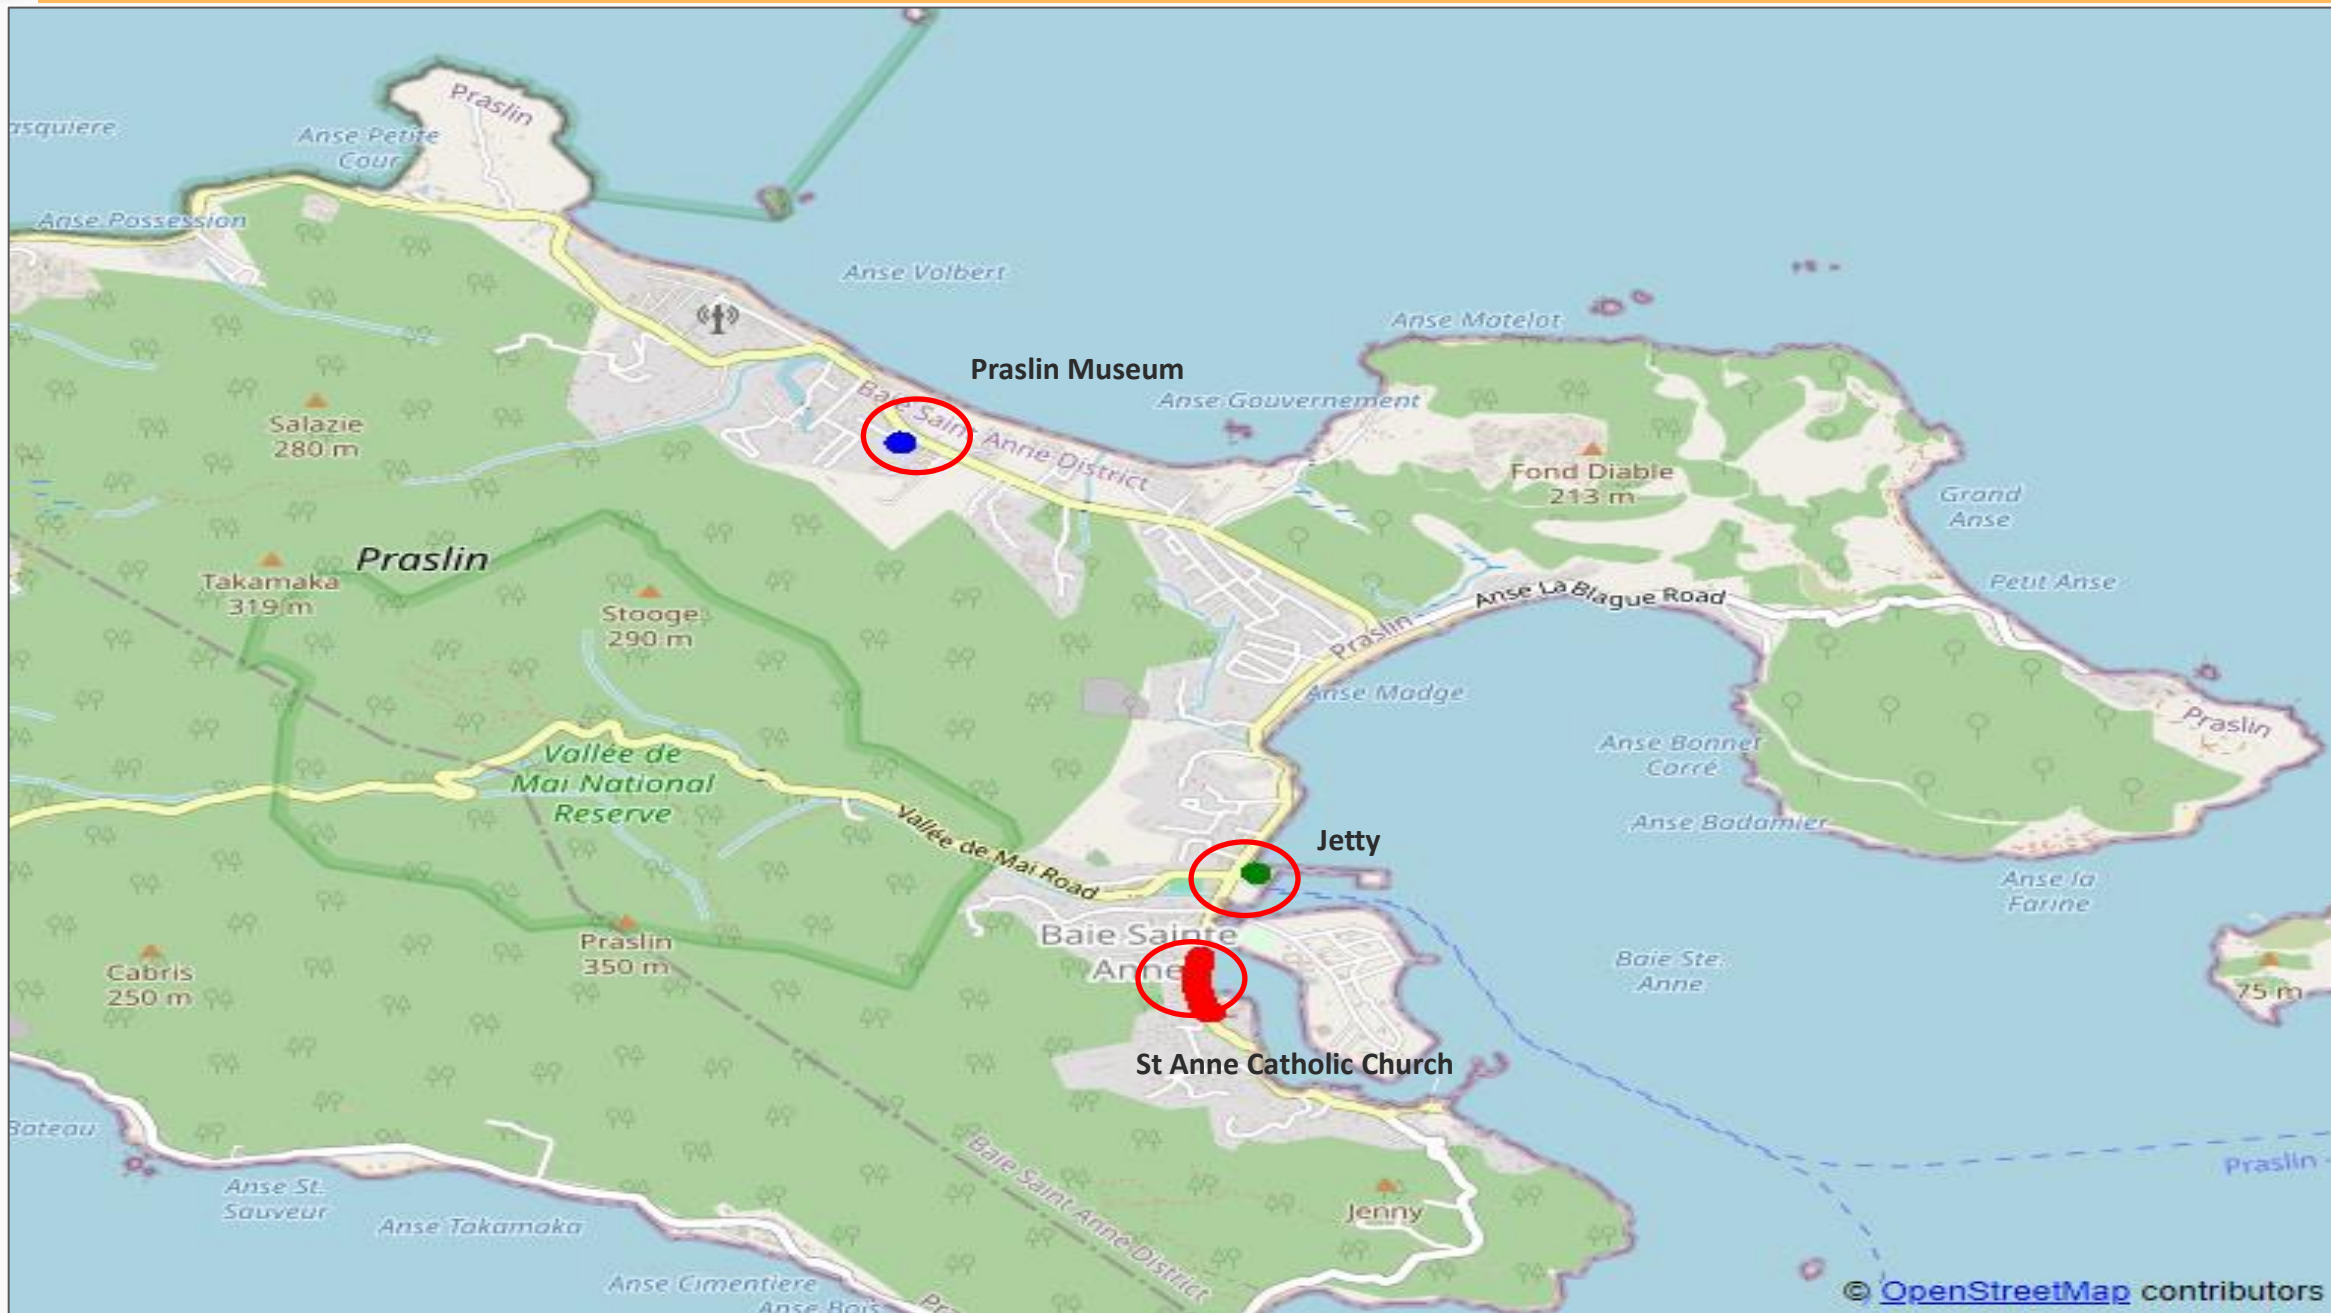 Praslin
asquiere
Anse Petite
Cour
Anse Possession
Anse Volbert
Anse Matelot
Praslin Museum
Anse Gouvernement
Baie Saint Anne District
Salazie
280 m
Fond Diable
213 m
Grand
Anse
Praslin
Takamaka
319 m
Stooge
290 m
Petit Anse
Anse La Blague Road
Praslin
Anse Madge
Praslin
Vallée de
Mai National
Reserve
Anse Bonnet
Carré
Vallée de Mai Road
Anse Badamier
Jetty
Anse la
Farine
Baie Sainte
Anne
Praslin
350 m
Cabris
250 m
Baie Ste.
Anne
75 m
St Anne Catholic Church
Bateau
Baie Saint Anne District
Praslin
Anse St.
Sauveur
Anse Takamaka
Jenny
Anse Cimentière
Anse Bois
Pra
© OpenStreetMap contributors